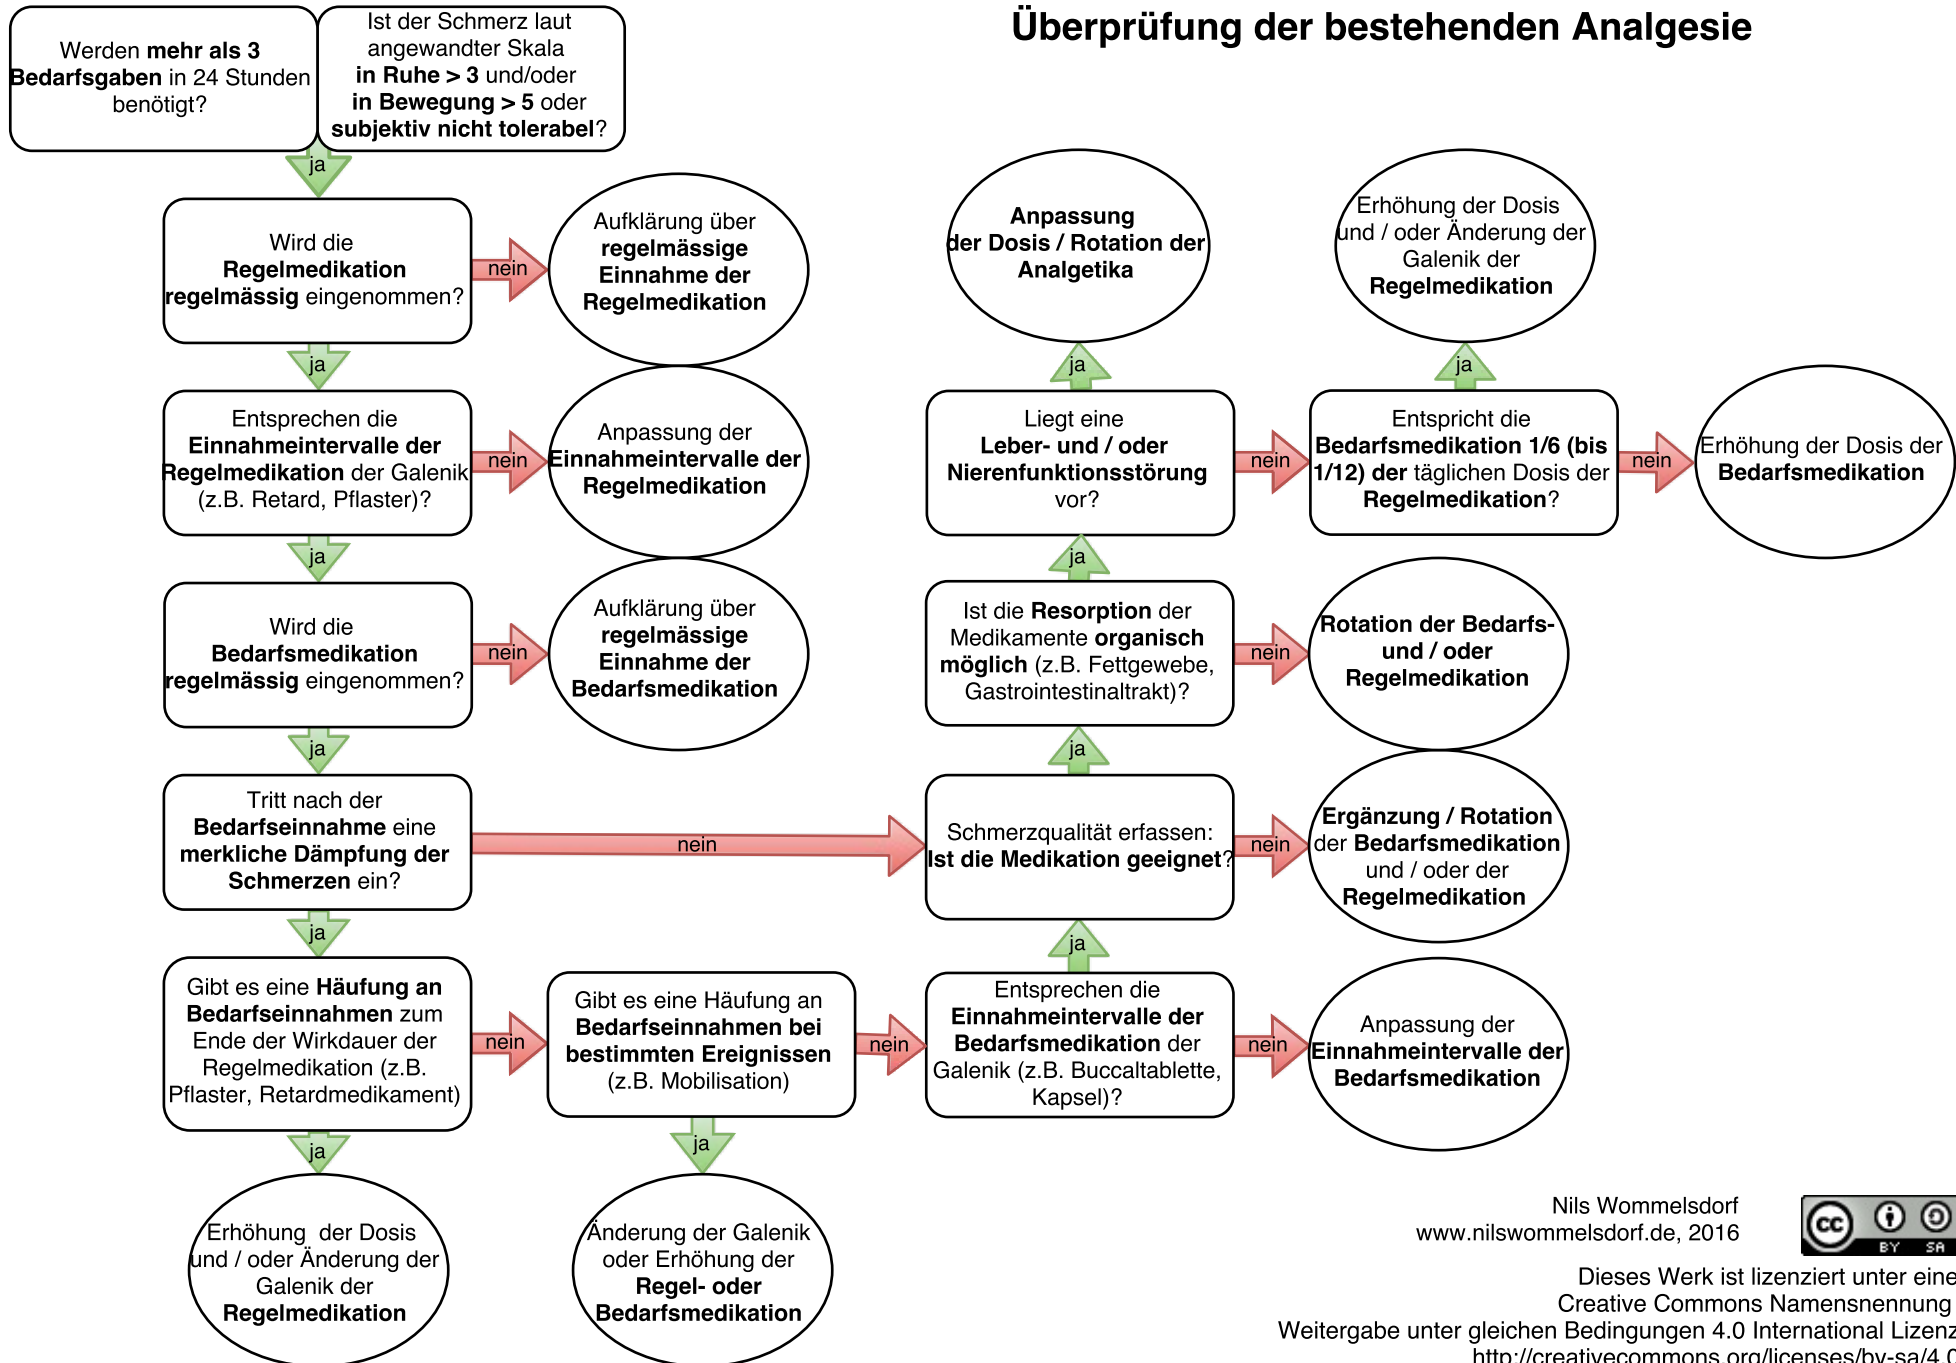 Überprüfung der bestehenden Analgesie
Werden mehr als 3
Bedarfsgaben in 24 Stunden
benötigt?
Ist der Schmerz laut
angewandter Skala
in Ruhe > 3 und/oder
in Bewegung > 5 oder
subjektiv nicht tolerabel?
ja
Wird die
Regelmedikation
regelmässig eingenommen?
nein
Aufklärung über
regelmässige
Einnahme der
Regelmedikation
ja
Entsprechen die
Einnahmeintervalle der
Regelmedikation der Galenik
(z.B. Retard, Pflaster)?
nein
Anpassung der
Einnahmeintervalle der
Regelmedikation
ja
Wird die
Bedarfsmedikation
regelmässig eingenommen?
nein
Aufklärung über
regelmässige
Einnahme der
Bedarfsmedikation
ja
Tritt nach der
Bedarfseinnahme eine
merkliche Dämpfung der
Schmerzen ein?
nein
ja
Gibt es eine Häufung an
Bedarfseinnahmen zum
Ende der Wirkdauer der
Regelmedikation (z.B.
Pflaster, Retardmedikament)
ja
Erhöhung der Dosis
und / oder Änderung der
Galenik der
Regelmedikation
nein
Gibt es eine Häufung an
Bedarfseinnahmen bei
bestimmten Ereignissen
(z.B. Mobilisation)
ja
Änderung der Galenik
oder Erhöhung der
Regel- oder
Bedarfsmedikation
nein
Entsprechen die
Einnahmeintervalle der
Bedarfsmedikation der
Galenik (z.B. Buccaltablette,
Kapsel)?
nein
Anpassung der
Einnahmeintervalle der
Bedarfsmedikation
ja
Schmerzqualität erfassen:
Ist die Medikation geeignet?
nein
Ergänzung / Rotation
der Bedarfsmedikation
und / oder der
Regelmedikation
ja
Ist die Resorption der
Medikamente organisch
möglich (z.B. Fettgewebe,
Gastrointestinaltrakt)?
nein
Rotation der Bedarfs-
und / oder
Regelmedikation
ja
Liegt eine
Leber- und / oder
Nierenfunktionsstörung
vor?
ja
Anpassung
der Dosis / Rotation der
Analgetika
nein
Entspricht die
Bedarfsmedikation 1/6 (bis
1/12) der täglichen Dosis der
Regelmedikation?
ja
Erhöhung der Dosis
und / oder Änderung der
Galenik der
Regelmedikation
nein
Erhöhung der Dosis der
Bedarfsmedikation
Nils Wommelsdorf
www.nilswommelsdorf.de, 2016
cc
BY SA
Dieses Werk ist lizenziert unter eine
Creative Commons Namensnennung
Weitergabe unter gleichen Bedingungen 4.0 International Lizenz
http://creativecommons.org/licenses/by-sa/4.0